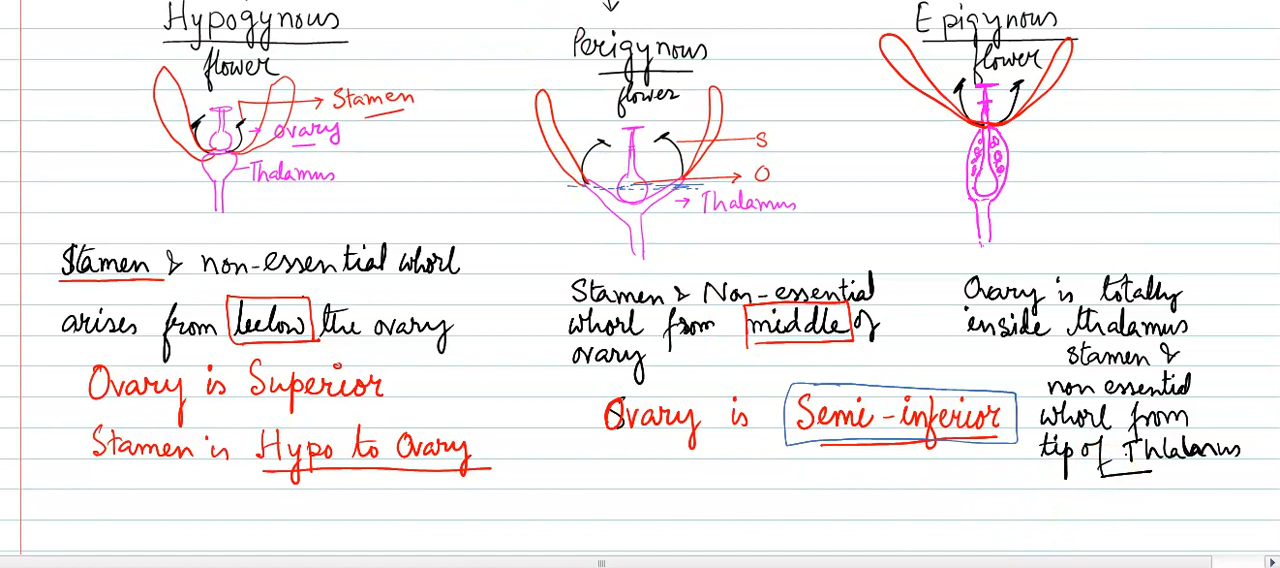 Hypogynous
flower
Stamen
Ovary
Thalamus
Stamen & non-essential whorl
arises from below the ovary
Ovary is Superior
Stamen is Hypo to Ovary
Perigynous
flower
S
O
Thalamus
Stamen & Non-essential
whorl from middle of
ovary
Ovary is Semi-inferior
Epigynous
flower
Ovary is totally
inside thalamus
stamen &
non essential
whorl from
tip of Thlalamus